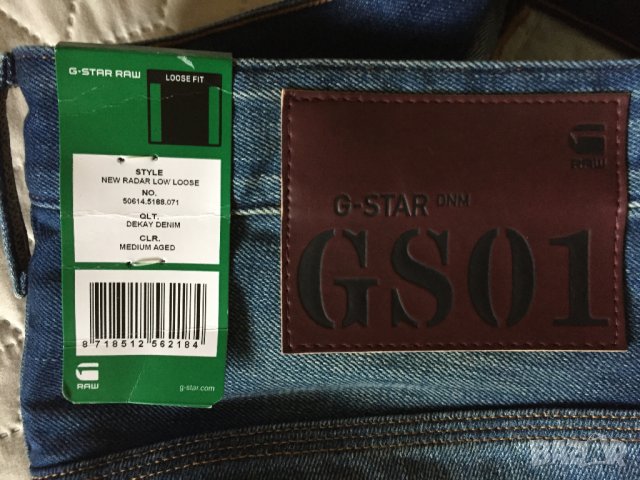 G-STAR RAW
LOOSE FIT
STYLE
NEW RADAR LOW LOOSE
NO.
50614.5188.071
QLT.
DEKAY DENIM
CLR.
MEDIUM AGED
8 718512 562184
RAW
g-star.com
RAW
G-STAR DNM
GS01